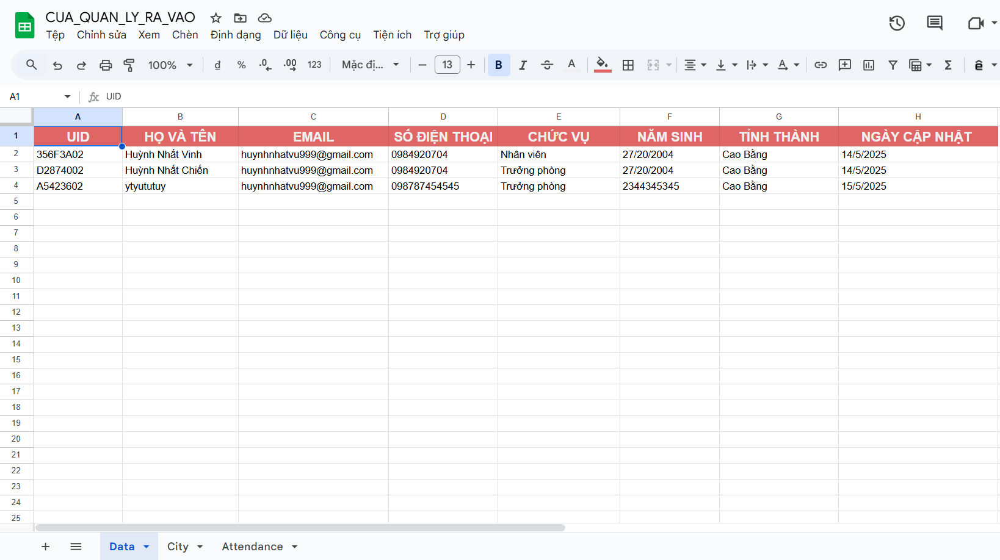 CUA_QUAN_LY_RA_VAO
Tệp Chỉnh sửa Xem Chèn Định dạng Dữ liệu Công cụ Tiện ích Trợ giúp
100% đ % .0 .00 123 Mặc đị... 13 B I A A ê
A1 fx UID
A B C D E F G H
1 UID HỌ VÀ TÊN EMAIL SỐ ĐIỆN THOẠI CHỨC VỤ NĂM SINH TỈNH THÀNH NGÀY CẬP NHẬT
2 356F3A02 Huỳnh Nhất Vinh huynhnhatvu999@gmail.com 0984920704 Nhân viên 27/20/2004 Cao Bằng 14/5/2025
3 D2874002 Huỳnh Nhất Chiến huynhnhatvu999@gmail.com 0984920704 Trưởng phòng 27/20/2004 Cao Bằng 14/5/2025
4 A5423602 ytyututuy huynhnhatvu999@gmail.com 098787454545 Trưởng phòng 2344345345 Cao Bằng 15/5/2025
5
6
7
8
9
10
11
12
13
14
15
16
17
18
19
20
21
22
23
24
25
Data City Attendance